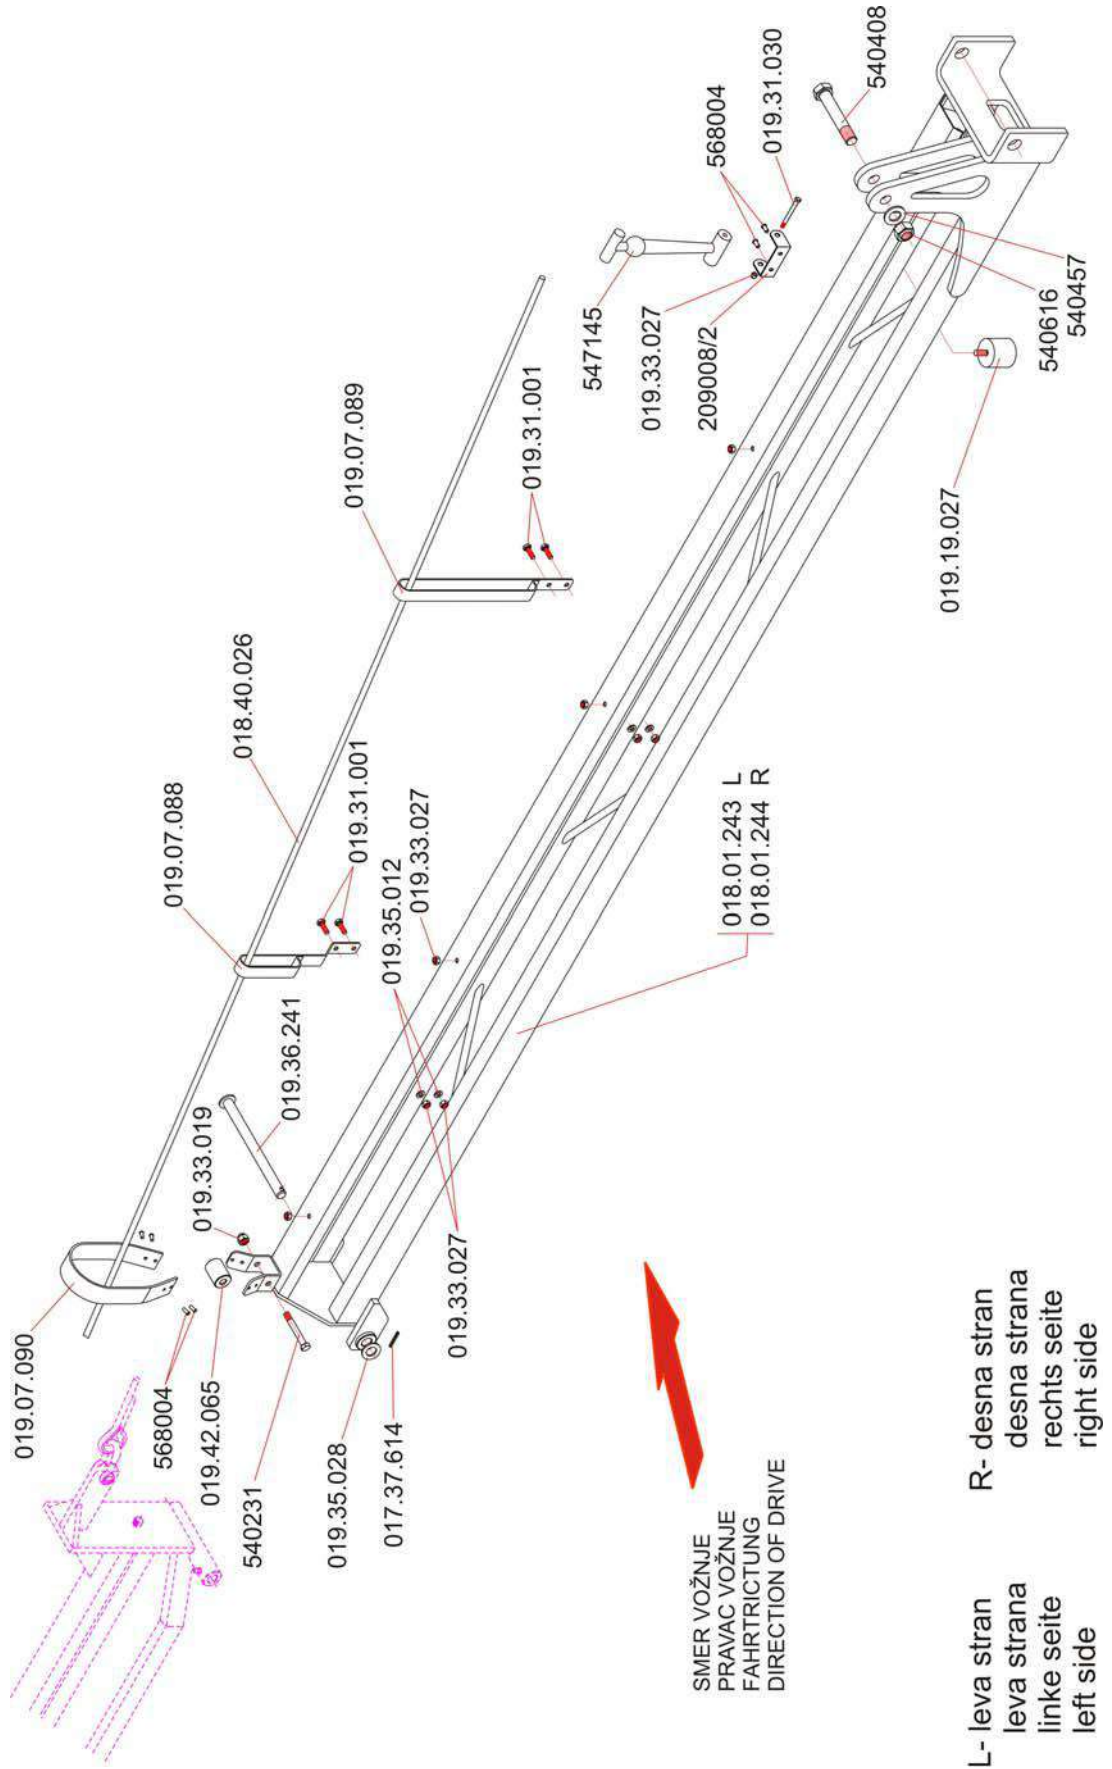 540408
019.31.030
568004
547145
019.33.027
209008/2
540616
540457
019.19.027
019.07.089
019.31.001
018.40.026
019.07.088
019.31.001
019.35.012
019.33.027
018.01.243 L
018.01.244 R
019.36.241
019.33.019
019.33.027
019.07.090
568004
019.42.065
540231
019.35.028
017.37.614
SMER VOŽNJE
PRAVAC VOŽNJE
FAHRTRICTUNG
DIRECTION OF DRIVE
L- leva stran
leva strana
linke seite
left side
R- desna stran
desna strana
rechts seite
right side